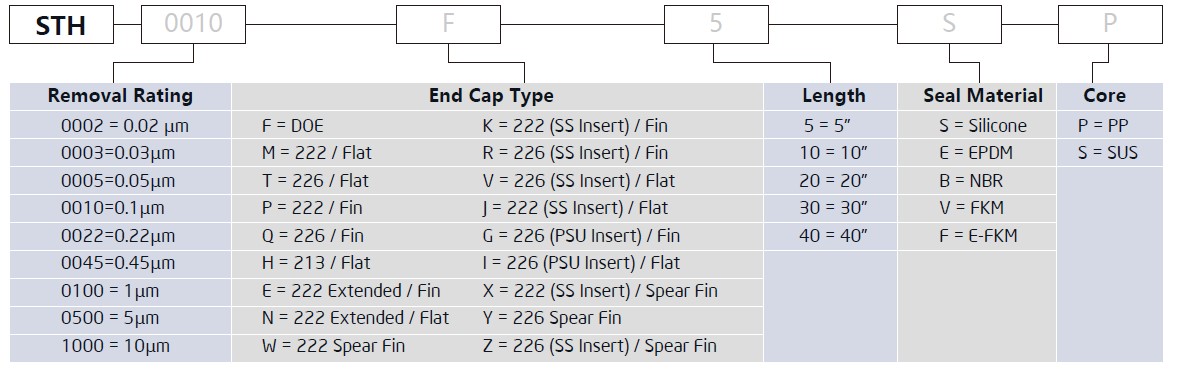 STH 0010 F 5 S P
Removal Rating End Cap Type Length Seal Material Core
0002 = 0.02 μm F = DOE K = 222 (SS Insert) / Fin 5 = 5” S = Silicone P = PP
0003=0.03μm M = 222 / Flat R = 226 (SS Insert) / Fin 10 = 10” E = EPDM S = SUS
0005=0.05μm T = 226 / Flat V = 226 (SS Insert) / Flat 20 = 20” B = NBR
0010=0.1μm P = 222 / Fin J = 222 (SS Insert) / Flat 30 = 30” V = FKM
0022=0.22μm Q = 226 / Fin G = 226 (PSU Insert) / Fin 40 = 40” F = E-FKM
0045=0.45μm H = 213 / Flat I = 226 (PSU Insert) / Flat
0100 = 1μm E = 222 Extended / Fin X = 222 (SS Insert) / Spear Fin
0500 = 5μm N = 222 Extended / Flat Y = 226 Spear Fin
1000 = 10μm W = 222 Spear Fin Z = 226 (SS Insert) / Spear Fin